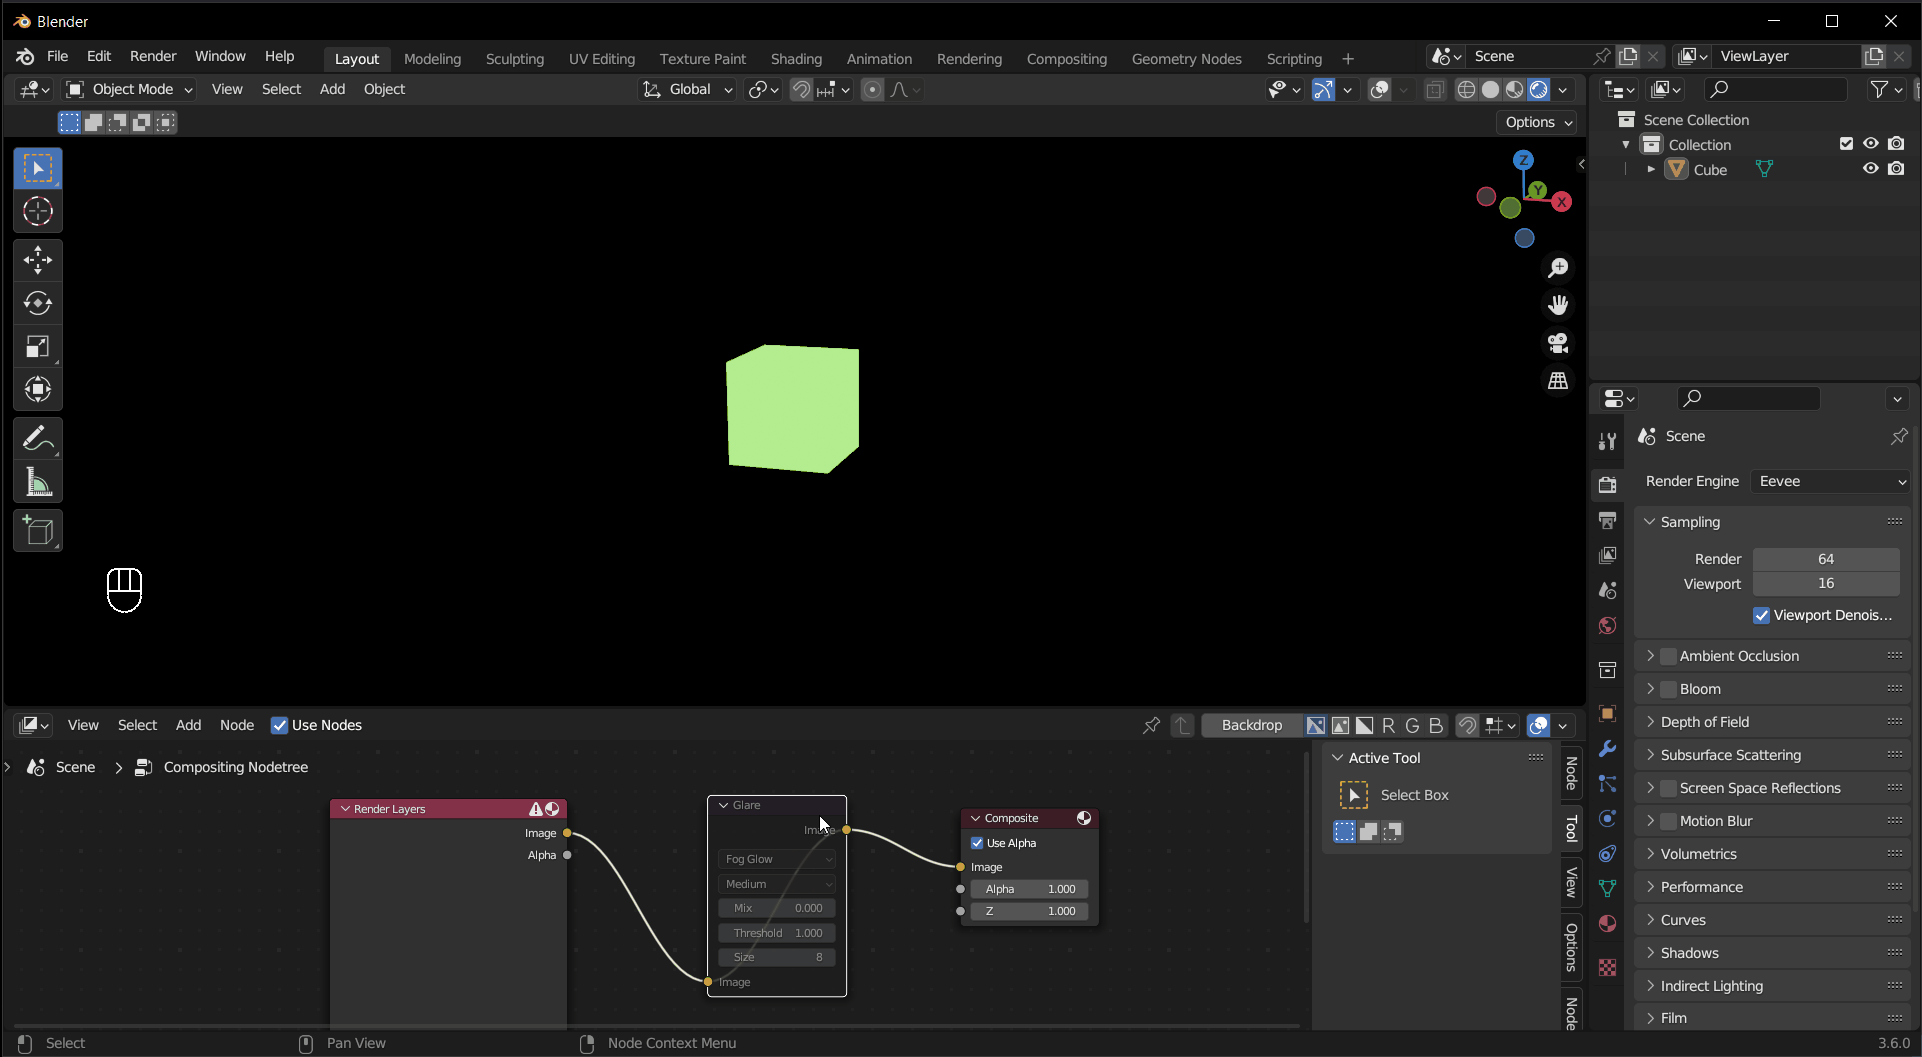 Blender
File Edit Render Window Help Layout Modeling Sculpting UV Editing Texture Paint Shading Animation Rendering Compositing Geometry Nodes Scripting + Scene ViewLayer
Object Mode View Select Add Object Global
Options
Z
Y
X
Scene Collection
Collection
Cube
Scene
Render Engine Eevee
Sampling
Render 64
Viewport 16
Viewport Denois...
Ambient Occlusion
Bloom
Depth of Field
Subsurface Scattering
Screen Space Reflections
Motion Blur
Volumetrics
Performance
Curves
Shadows
Indirect Lighting
Film
View Select Add Node Use Nodes Backdrop R G B
Scene > Compositing Nodetree
Render Layers
Image
Alpha
Glare
Image
Fog Glow
Medium
Mix 0.000
Threshold 1.000
Size 8
Image
Composite
Use Alpha
Image
Alpha 1.000
Z 1.000
Active Tool
Select Box
Node
Tool
View
Options
Node
Select Pan View Node Context Menu 3.6.0